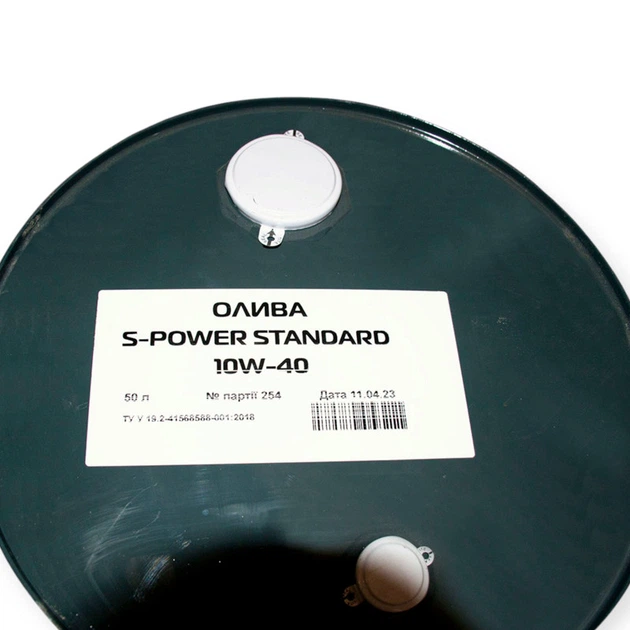 ОЛИВА
S-POWER STANDARD
10W-40
50 л № партії 254 Дата 11.04.23
ТУ У 19.2-41568588-001:2018